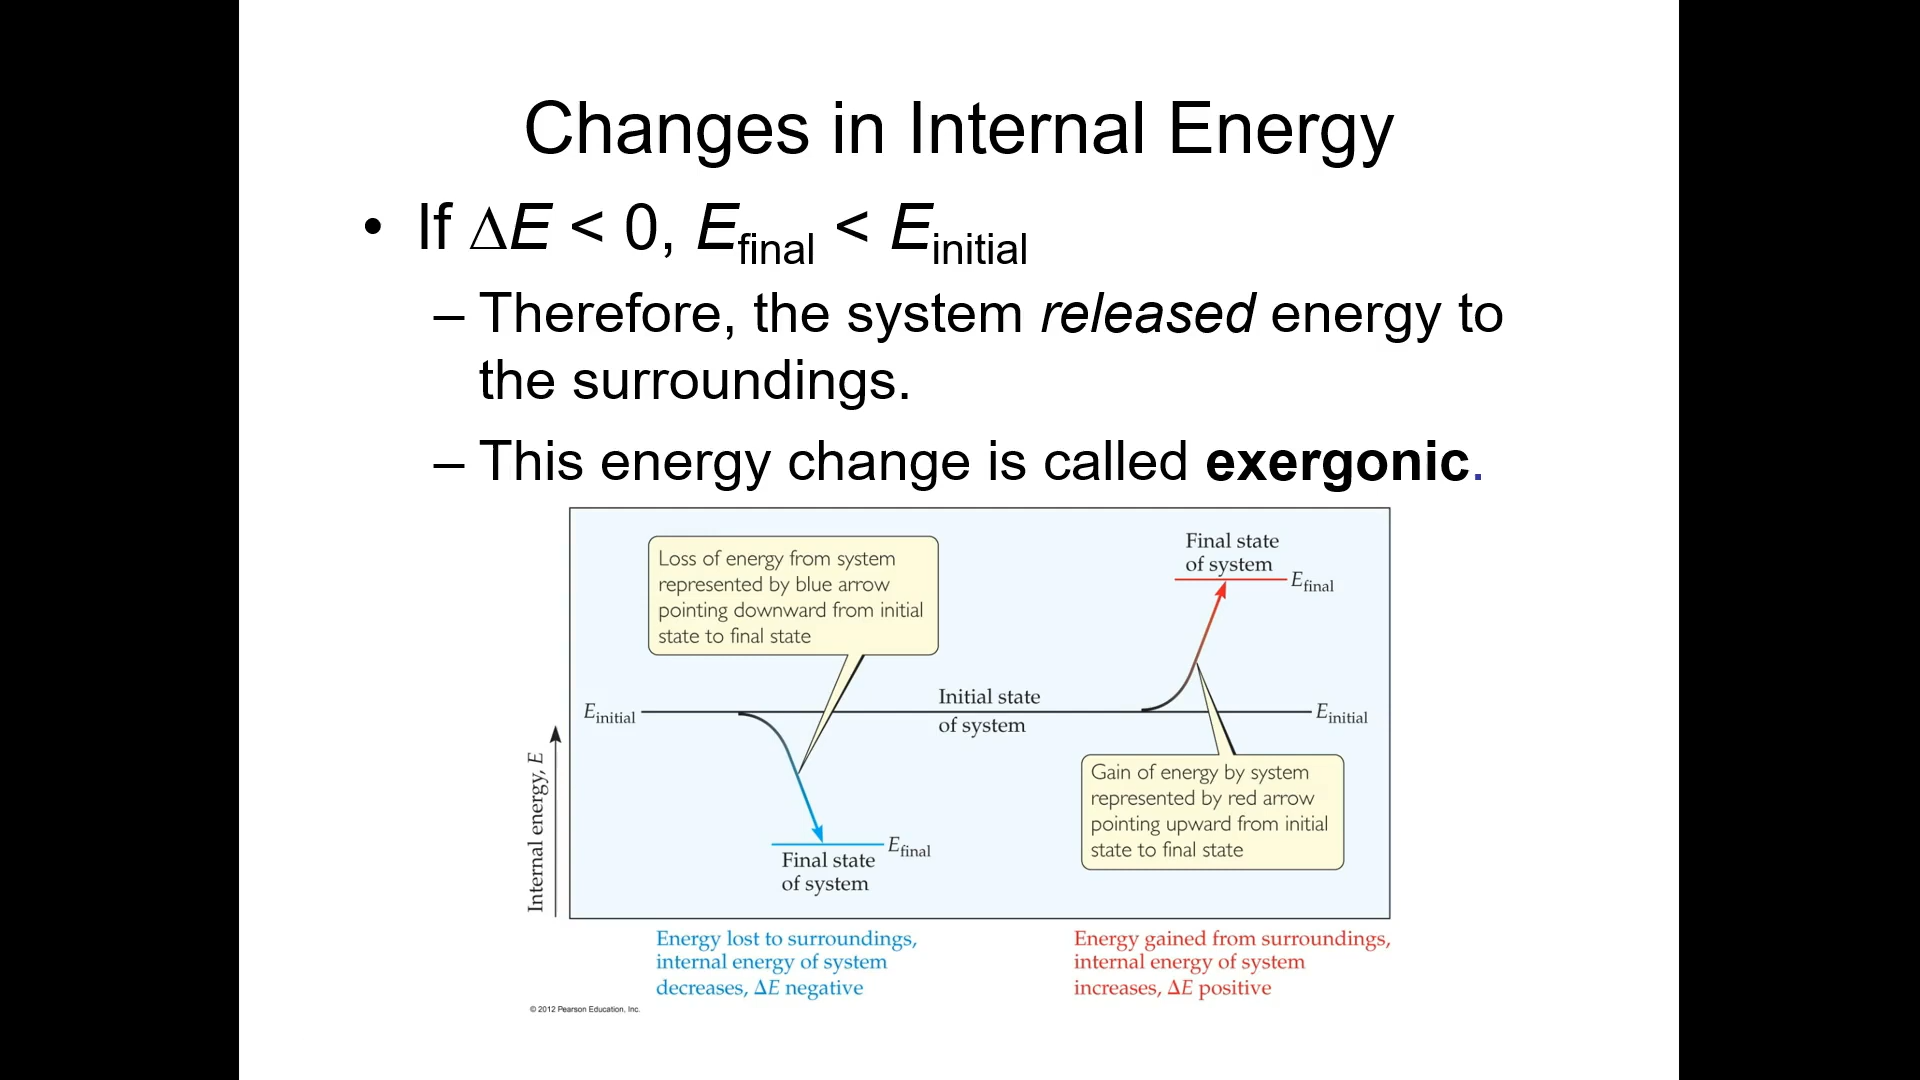 Changes in Internal Energy
• If ΔE < 0, Efinal < Einitial
– Therefore, the system released energy to
the surroundings.
– This energy change is called exergonic.
Loss of energy from system
represented by blue arrow
pointing downward from initial
state to final state
Final state
of system
Efinal
Einitial
Initial state
of system
Einitial
Internal energy, E
Gain of energy by system
represented by red arrow
pointing upward from initial
state to final state
Efinal
Final state
of system
Energy lost to surroundings,
internal energy of system
decreases, ΔE negative
Energy gained from surroundings,
internal energy of system
increases, ΔE positive
© 2012 Pearson Education, Inc.